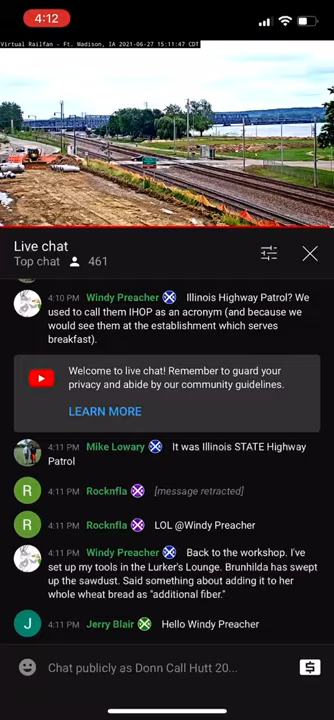 4:12
Virtual Railfan - Ft. Madison, IA 2021-06-27 15:11:47 CDT
Live chat
Top chat 461
4:10 PM Windy Preacher Illinois Highway Patrol? We
used to call them IHOP as an acronym (and because we
would see them at the establishment which serves
breakfast).
Welcome to live chat! Remember to guard your
privacy and abide by our community guidelines.
LEARN MORE
4:11 PM Mike Lowary It was Illinois STATE Highway
Patrol
R 4:11 PM Rocknfla [message retracted]
R 4:11 PM Rocknfla LOL @Windy Preacher
4:11 PM Windy Preacher Back to the workshop. I've
set up my tools in the Lurker's Lounge. Brunhilda has swept
up the sawdust. Said something about adding it to her
whole wheat bread as "additional fiber."
J 4:11 PM Jerry Blair Hello Windy Preacher
Chat publicly as Donn Call Hutt 20...